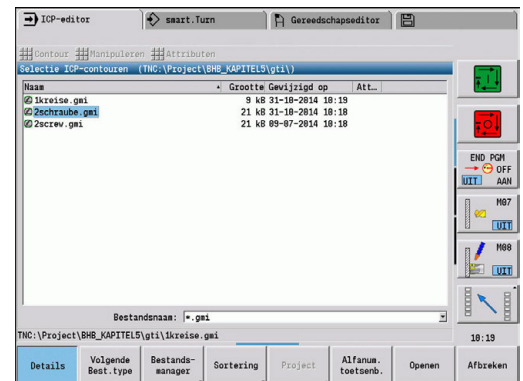 ICP-editor smart.Turn Gereedschapseditor
Contour Manipuleren Attributen
Selectie ICP-contouren (TNC:\Project\BHB_KAPITEL5\gti\)
Naam Grootte Gewijzigd op Att...
1kreise.gmi 9 kB 31-10-2014 10:19
2schraube.gmi 21 kB 31-10-2014 10:18
2screw.gmi 21 kB 09-07-2014 10:18
END PGM
OFF
UIT AAN
M07
UIT
M08
UIT
Bestandsnaam: *.gmi
TNC:\Project\BHB_KAPITEL5\gti\1kreise.gmi
10:19
Details Volgende Best.type Bestands-manager Sortering Project Alfanum. toetsenb. Openen Afbreken